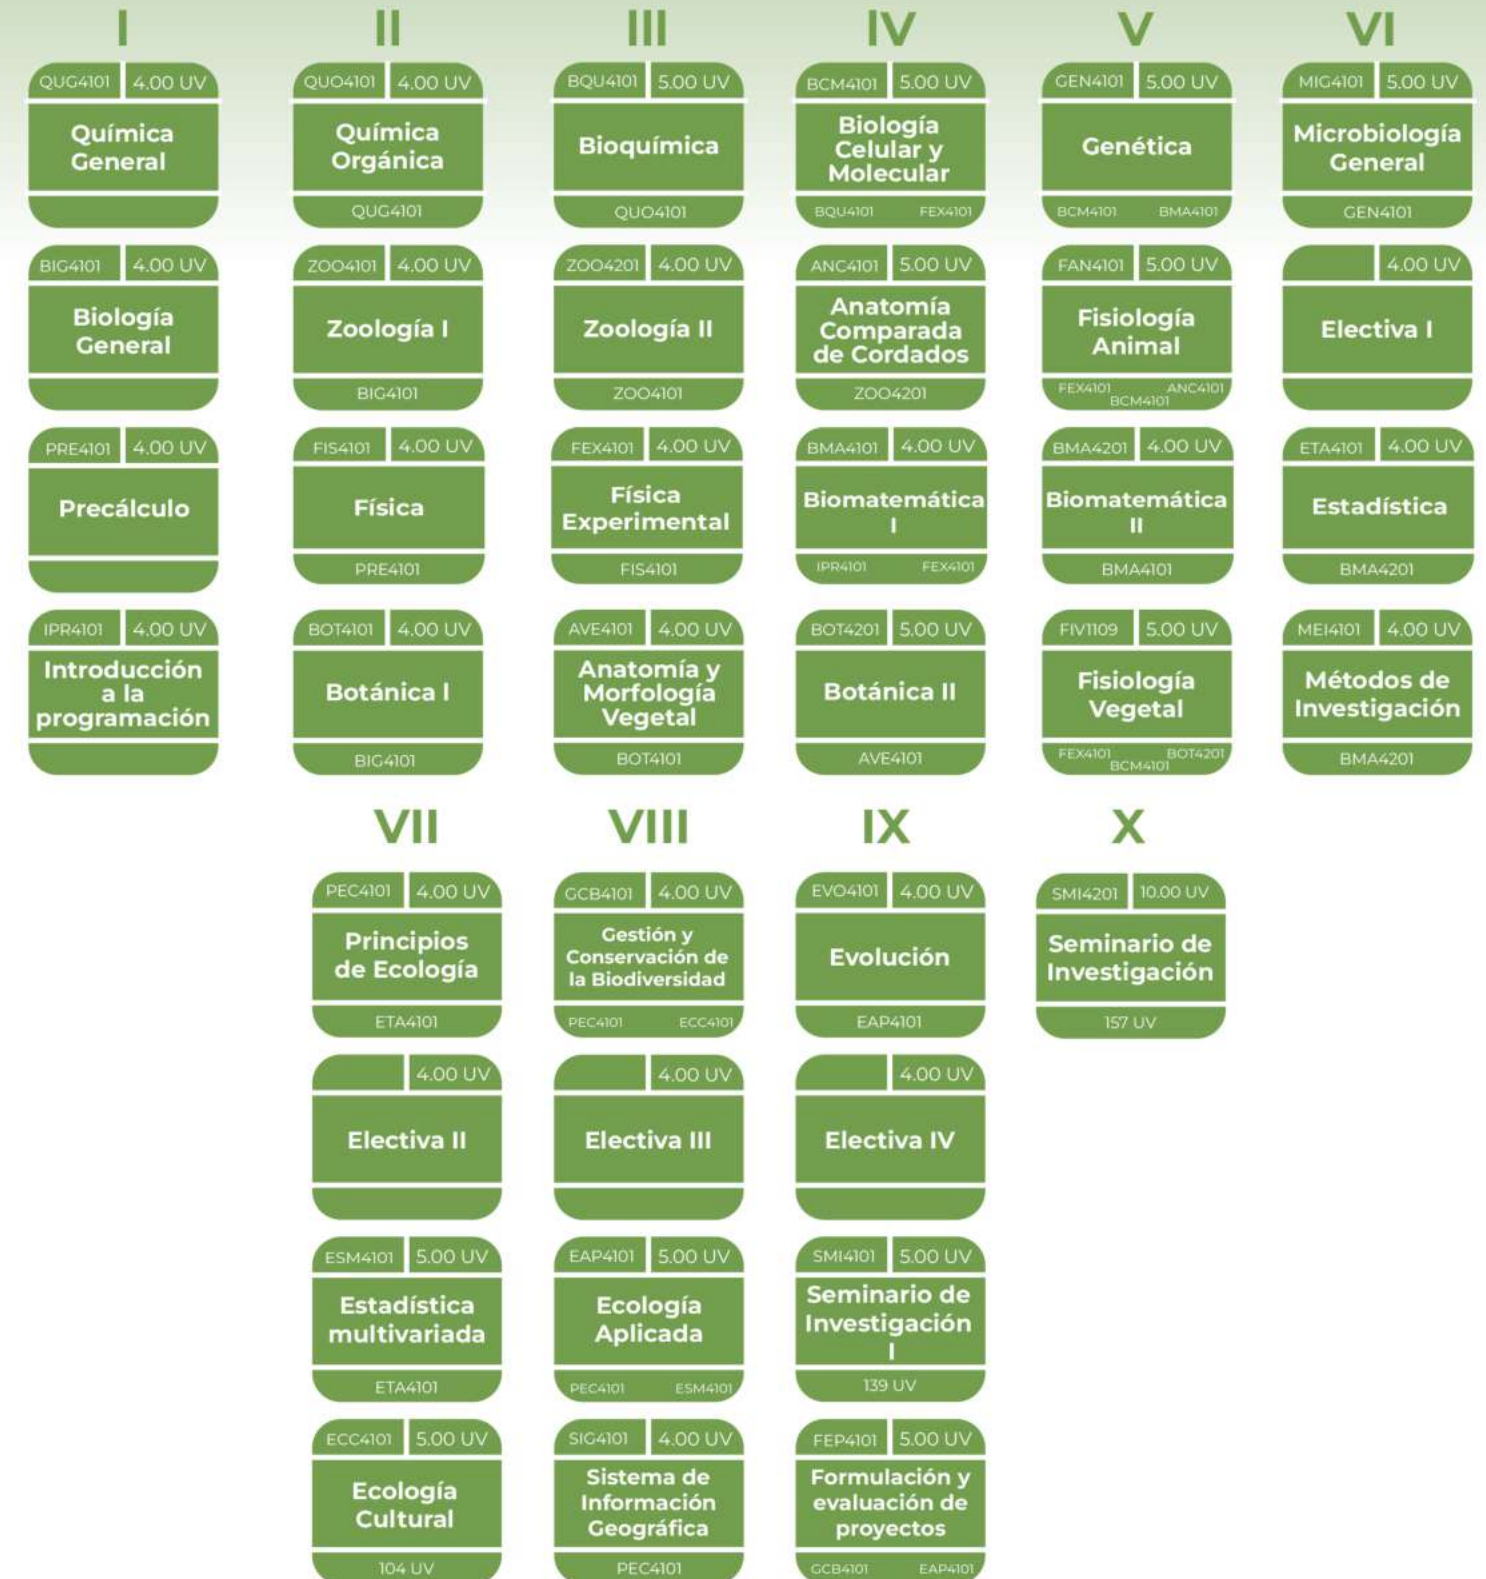 I
QUG4101 4.00 UV
Química
General
BIG4101 4.00 UV
Biología
General
PRE4101 4.00 UV
Precálculo
IPR4101 4.00 UV
Introducción
a la
programación
II
QUO4101 4.00 UV
Química
Orgánica
QUG4101
ZOO4101 4.00 UV
Zoología I
BIG4101
FIS4101 4.00 UV
Física
PRE4101
BOT4101 4.00 UV
Botánica I
BIG4101
III
BQU4101 5.00 UV
Bioquímica
QUO4101
ZOO4201 4.00 UV
Zoología II
ZOO4101
FEX4101 4.00 UV
Física
Experimental
FIS4101
AVE4101 4.00 UV
Anatomía y
Morfología
Vegetal
BOT4101
IV
BCM4101 5.00 UV
Biología
Celular y
Molecular
BQU4101 FEX4101
ANC4101 5.00 UV
Anatomía
Comparada
de Cordados
ZOO4201
BMA4101 4.00 UV
Biomatemática
I
IPR4101 FEX4101
BOT4201 5.00 UV
Botánica II
AVE4101
V
GEN4101 5.00 UV
Genética
BCM4101 BMA4101
FAN4101 5.00 UV
Fisiología
Animal
FEX4101 ANC4101
BCM4101
BMA4201 4.00 UV
Biomatemática
II
BMA4101
FIV1109 5.00 UV
Fisiología
Vegetal
FEX4101 BOT4201
BCM4101
VI
MIG4101 5.00 UV
Microbiología
General
GEN4101
4.00 UV
Electiva I
ETA4101 4.00 UV
Estadística
BMA4201
MEI4101 4.00 UV
Métodos de
Investigación
BMA4201
VII
PEC4101 4.00 UV
Principios
de Ecología
ETA4101
4.00 UV
Electiva II
ESM4101 5.00 UV
Estadística
multivariada
ETA4101
ECC4101 5.00 UV
Ecología
Cultural
104 UV
VIII
GCB4101 4.00 UV
Gestión y
Conservación de
la Biodiversidad
PEC4101 ECC4101
4.00 UV
Electiva III
EAP4101 5.00 UV
Ecología
Aplicada
PEC4101 ESM4101
SIG4101 4.00 UV
Sistema de
Información
Geográfica
PEC4101
IX
EVO4101 4.00 UV
Evolución
EAP4101
4.00 UV
Electiva IV
SMI4101 5.00 UV
Seminario de
Investigación
I
139 UV
FEP4101 5.00 UV
Formulación y
evaluación de
proyectos
GCB4101 EAP4101
X
SMI4201 10.00 UV
Seminario de
Investigación
157 UV